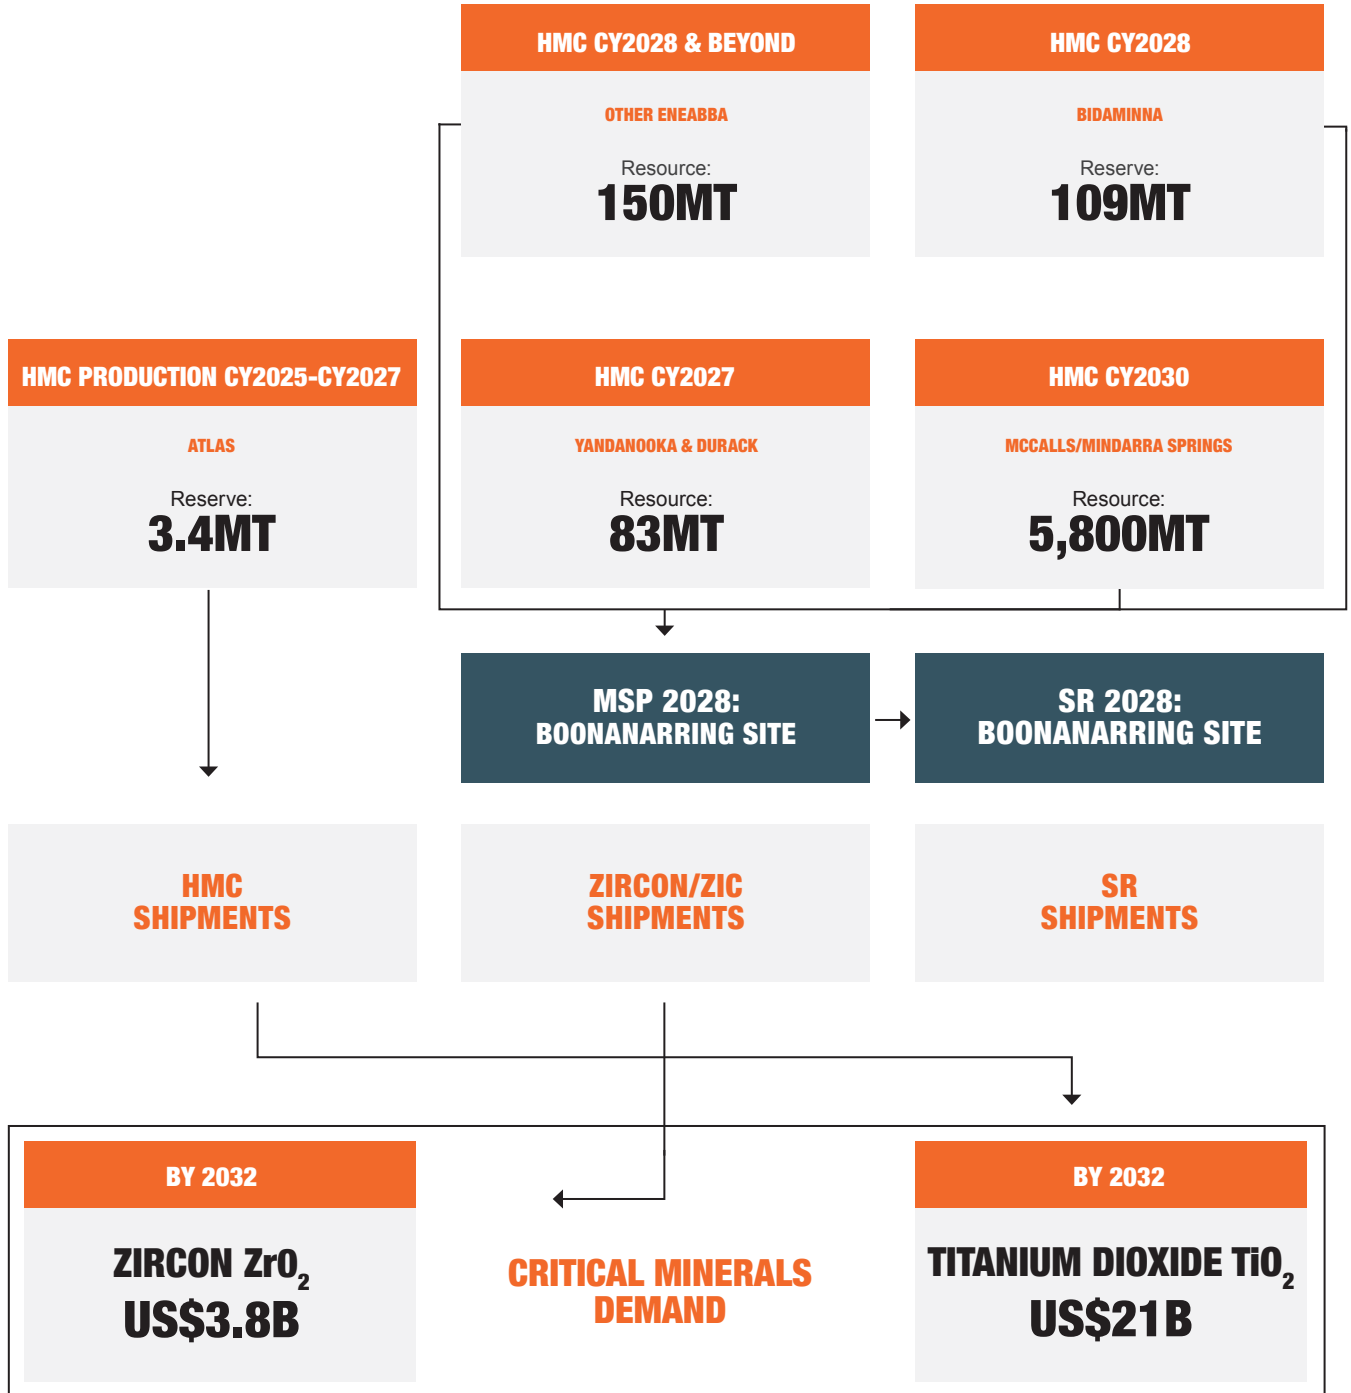 HMC CY2028 & BEYOND
OTHER ENEABBA
Resource:
150MT
HMC CY2028
BIDAMINNA
Reserve:
109MT
HMC PRODUCTION CY2025-CY2027
ATLAS
Reserve:
3.4MT
HMC CY2027
YANDANOOKA & DURACK
Resource:
83MT
HMC CY2030
MCCALLS/MINDARRA SPRINGS
Resource:
5,800MT
MSP 2028:
BOONANARRING SITE
SR 2028:
BOONANARRING SITE
HMC
SHIPMENTS
ZIRCON/ZIC
SHIPMENTS
SR
SHIPMENTS
BY 2032
ZIRCON ZrO₂
US$3.8B
CRITICAL MINERALS
DEMAND
BY 2032
TITANIUM DIOXIDE TiO₂
US$21B